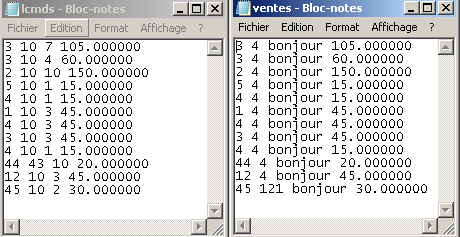 lcmds - Bloc-notes
Fichier Edition Format Affichage ?
3 10 7 105.000000
3 10 4 60.000000
2 10 10 150.000000
5 10 1 15.000000
4 10 1 15.000000
1 10 3 45.000000
4 10 3 45.000000
3 10 3 45.000000
4 10 1 15.000000
44 43 10 20.000000
12 10 3 45.000000
45 10 2 30.000000
ventes - Bloc-notes
Fichier Edition Format Affichage ?
3 4 bonjour 105.000000
3 4 bonjour 60.000000
2 4 bonjour 150.000000
5 4 bonjour 15.000000
4 4 bonjour 15.000000
1 4 bonjour 45.000000
4 4 bonjour 45.000000
3 4 bonjour 45.000000
4 4 bonjour 15.000000
44 4 bonjour 20.000000
12 4 bonjour 45.000000
45 121 bonjour 30.000000